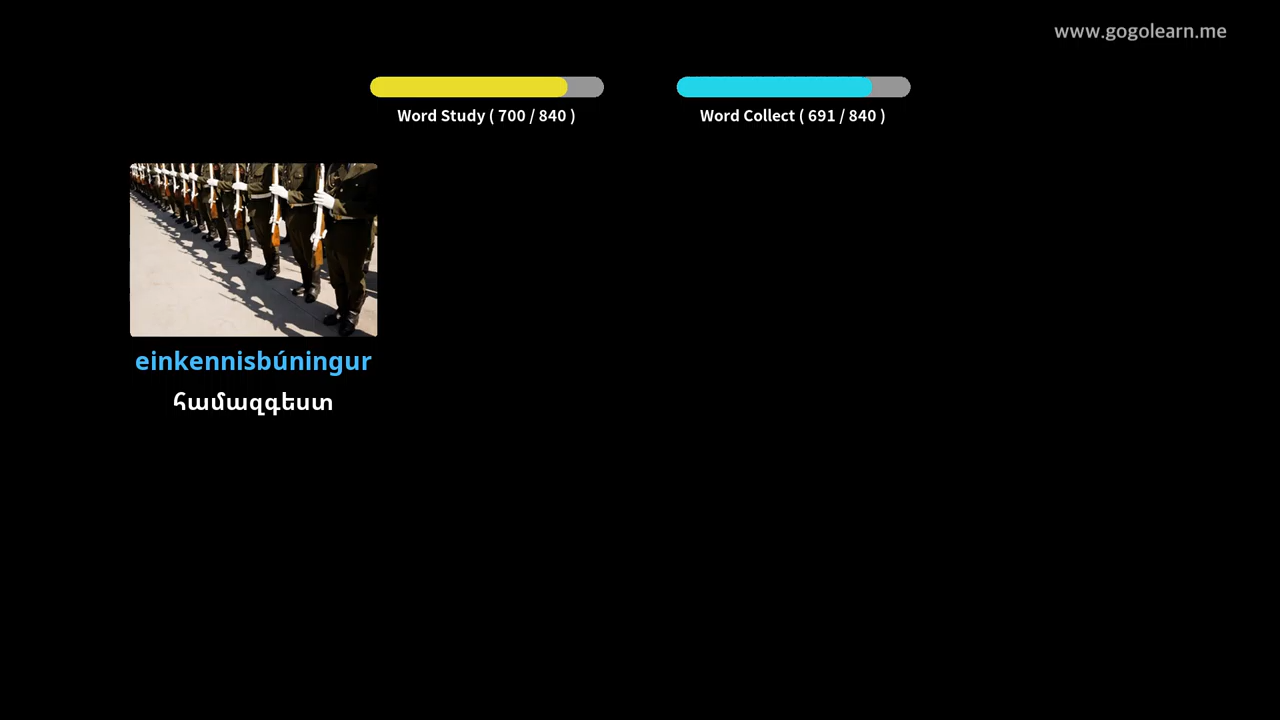 www.gogolearn.me
Word Study ( 700 / 840 )
Word Collect ( 691 / 840 )
einkennisbúningur
համազգեստ